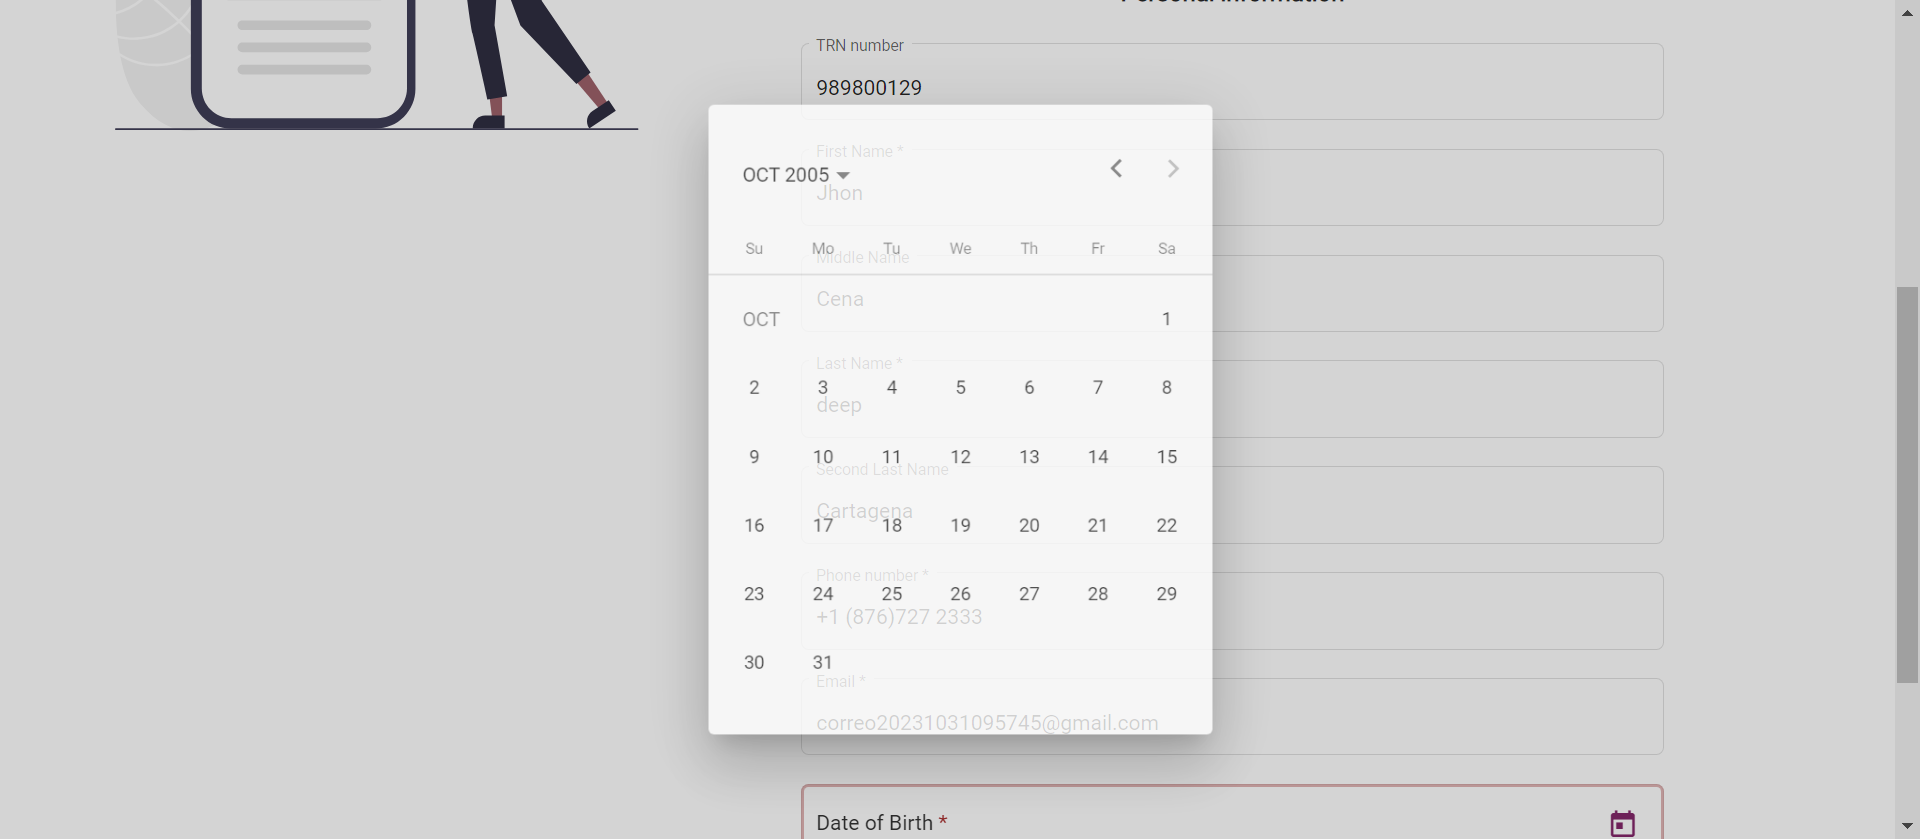 Personal Information
TRN number
989800129
First Name *
Jhon
Middle Name
Cena
Last Name *
deep
Second Last Name
Cartagena
Phone number *
+1 (876)727 2333
Email *
correo20231031095745@gmail.com
Date of Birth *
OCT 2005
Su Mo Tu We Th Fr Sa
OCT 1
2 3 4 5 6 7 8
9 10 11 12 13 14 15
16 17 18 19 20 21 22
23 24 25 26 27 28 29
30 31